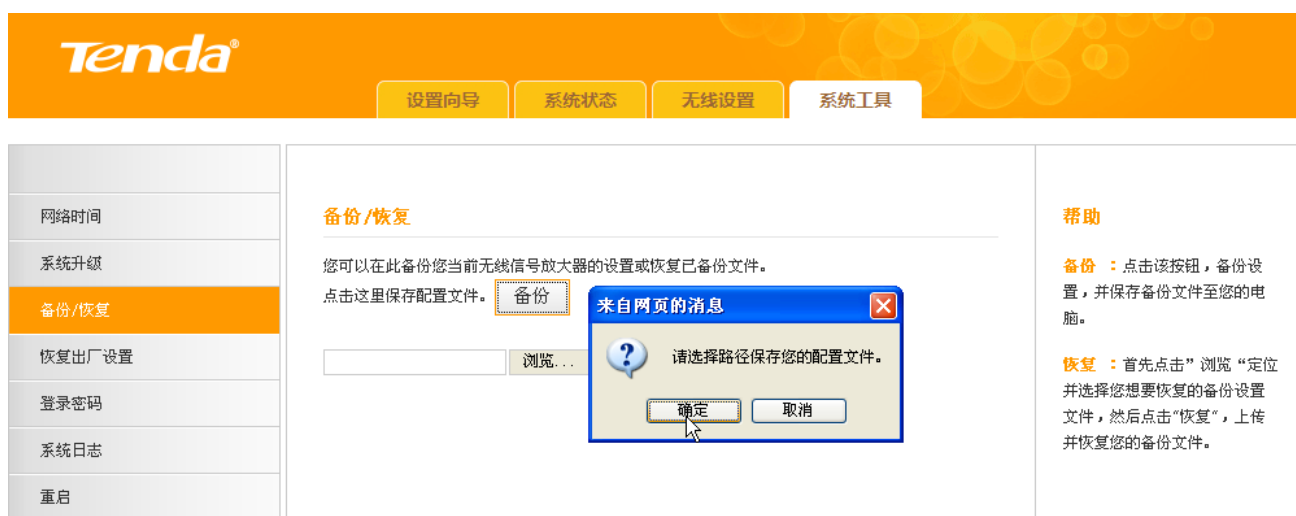 Tenda®
设置向导
系统状态
无线设置
系统工具
网络时间
系统升级
备份/恢复
恢复出厂设置
登录密码
系统日志
重启
备份/恢复
您可以在此备份您当前无线信号放大器的设置或恢复已备份文件。
点击这里保存配置文件。 备份
浏览...
来自网页的消息
请选择路径保存您的配置文件。
确定
取消
帮助
备份 ：点击该按钮，备份设
置，并保存备份文件至您的电
脑。
恢复 ：首先点击”浏览“定位
并选择您想要恢复的备份设置
文件，然后点击“恢复“，上传
并恢复您的备份文件。